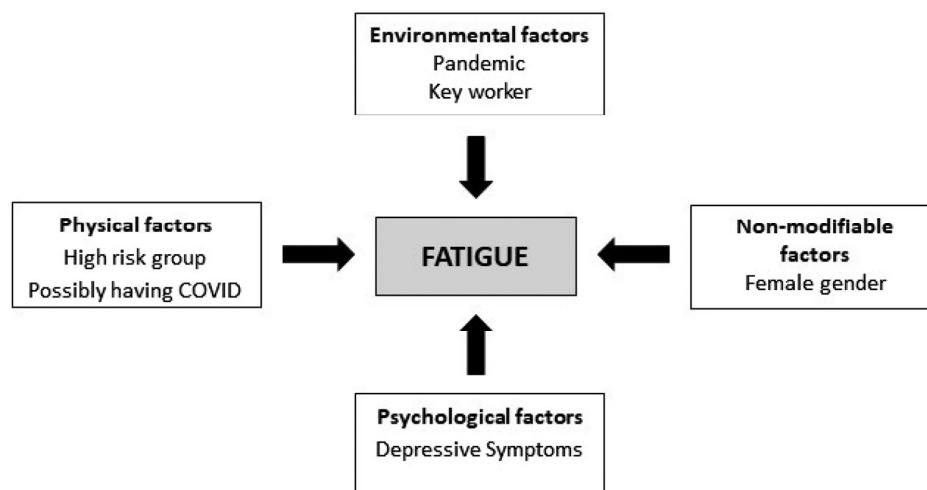 Environmental factors
Pandemic
Key worker
Physical factors
High risk group
Possibly having COVID
FATIGUE
Non-modifiable
factors
Female gender
Psychological factors
Depressive Symptoms